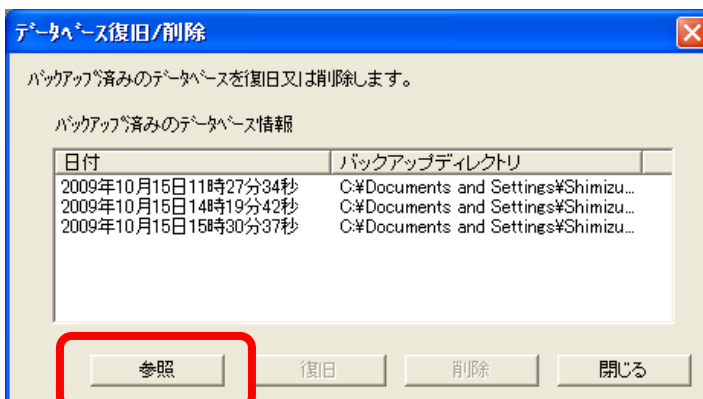 ﾃﾞｰﾀﾍﾞｰｽ復旧/削除
ﾊﾞｯｸｱｯﾌﾟ済みのﾃﾞｰﾀﾍﾞｰｽを復旧又は削除します。
ﾊﾞｯｸｱｯﾌﾟ済みのﾃﾞｰﾀﾍﾞｰｽ情報
日付 バックアップディレクトリ
2009年10月15日11時27分34秒 C:¥Documents and Settings¥Shimizu...
2009年10月15日14時19分42秒 C:¥Documents and Settings¥Shimizu...
2009年10月15日15時30分37秒 C:¥Documents and Settings¥Shimizu...
参照 復旧 削除 閉じる